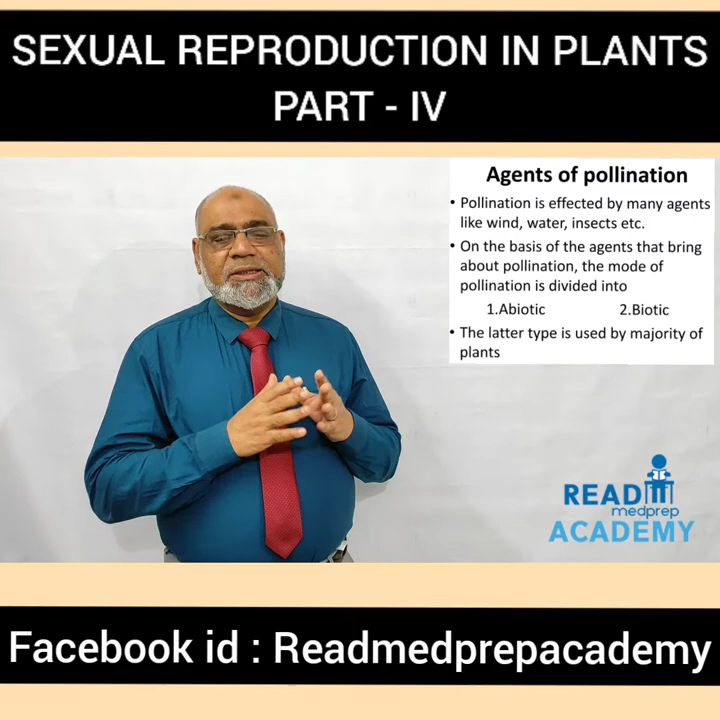 SEXUAL REPRODUCTION IN PLANTS
PART - IV
Agents of pollination
• Pollination is effected by many agents
like wind, water, insects etc.
• On the basis of the agents that bring
about pollination, the mode of
pollination is divided into
1.Abiotic 2.Biotic
• The latter type is used by majority of
plants
READ
medprep
ACADEMY
Facebook id : Readmedprepacademy